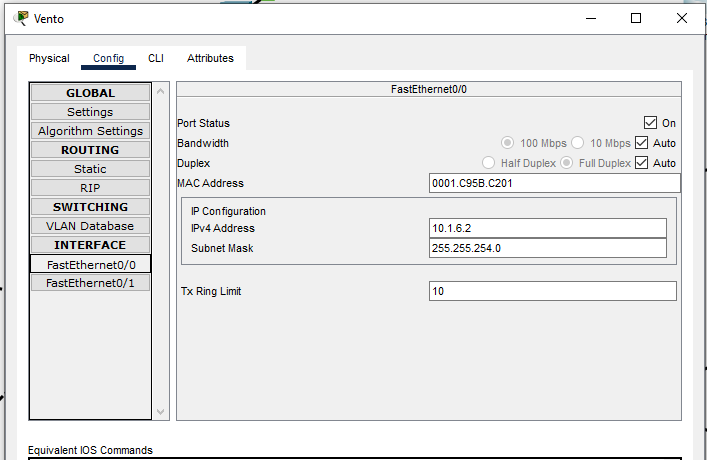 Vento
Physical Config CLI Attributes
GLOBAL
Settings
Algorithm Settings
ROUTING
Static
RIP
SWITCHING
VLAN Database
INTERFACE
FastEthernet0/0
FastEthernet0/1
FastEthernet0/0
Port Status On
Bandwidth 100 Mbps 10 Mbps Auto
Duplex Half Duplex Full Duplex Auto
MAC Address 0001.C95B.C201
IP Configuration
IPv4 Address 10.1.6.2
Subnet Mask 255.255.254.0
Tx Ring Limit 10
Equivalent IOS Commands